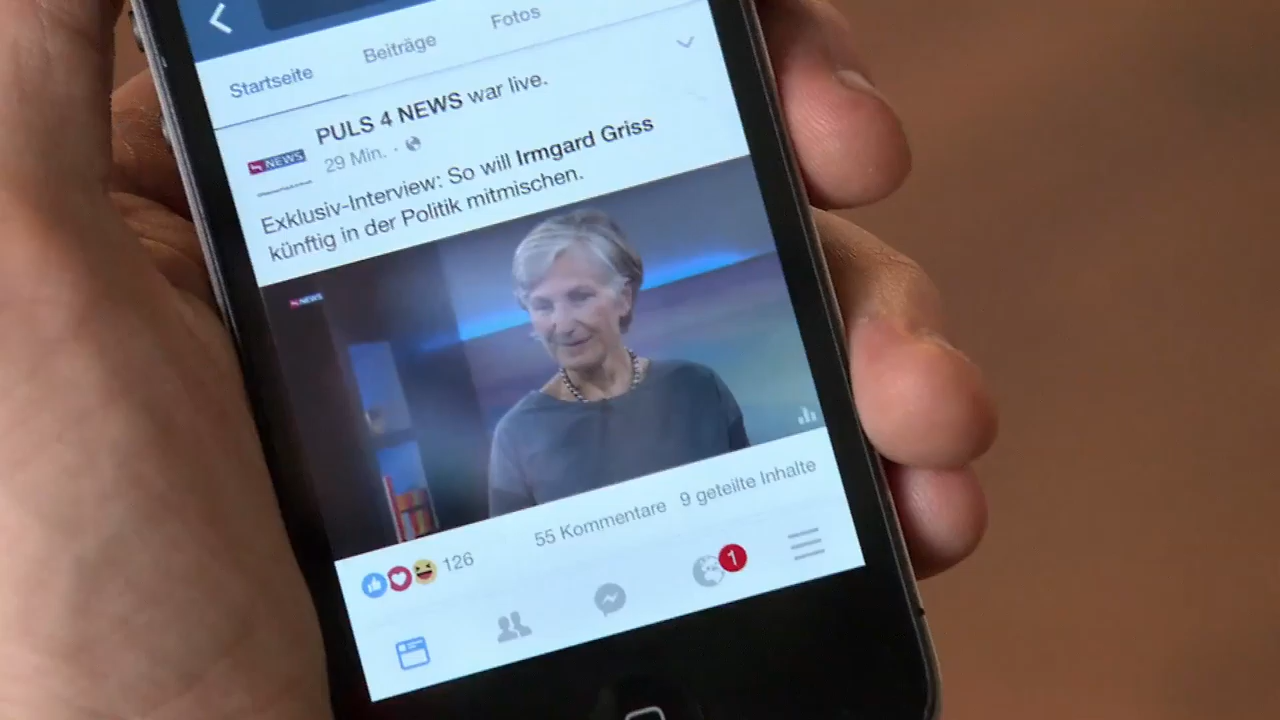 Startseite
Beiträge
Fotos
PULS 4 NEWS war live.
NEWS
29 Min. ·
Exklusiv-Interview: So will Irmgard Griss
künftig in der Politik mitmischen.
NEWS
126
55 Kommentare
9 geteilte Inhalte
1